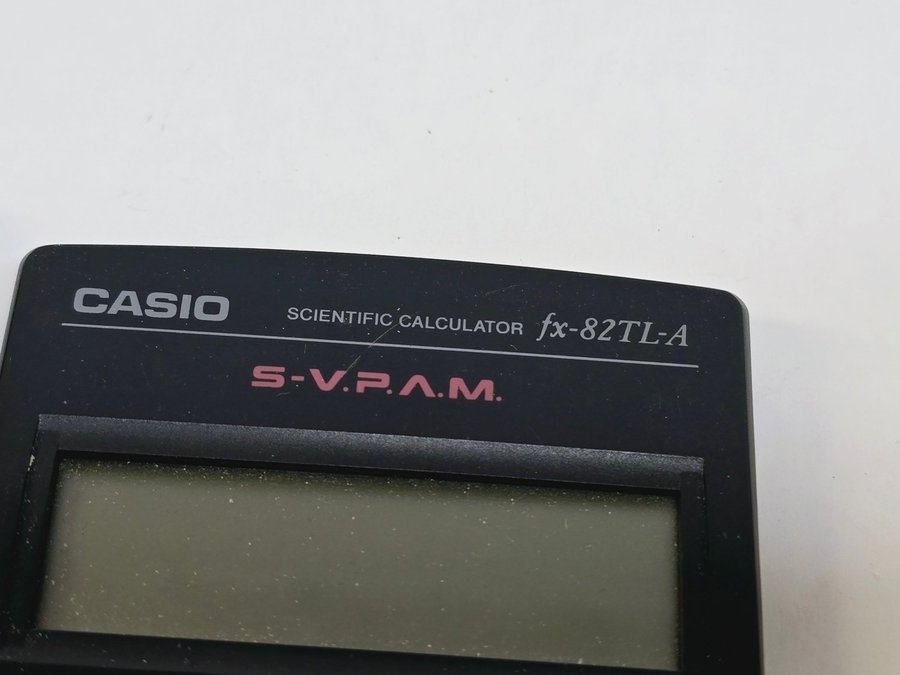 CASIO SCIENTIFIC CALCULATOR fx-82TL-A
S-V.P.A.M.